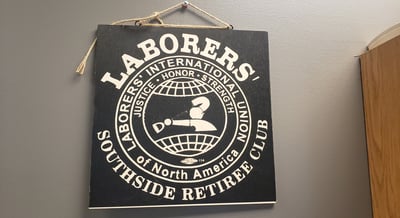 LABORERS'
LABORERS' INTERNATIONAL UNION
JUSTICE • HONOR • STRENGTH
of North America
SOUTHSIDE RETIREE CLUB